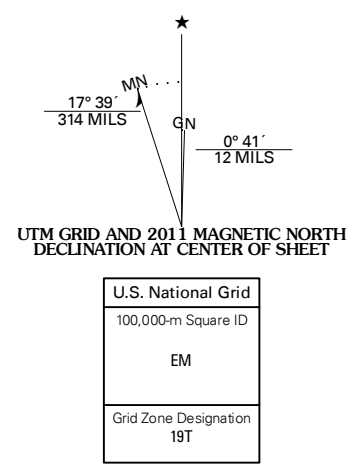 ★
MN
17° 39´
314 MILS
GN
0° 41´
12 MILS
UTM GRID AND 2011 MAGNETIC NORTH
DECLINATION AT CENTER OF SHEET
U.S. National Grid
100,000-m Square ID
EM
Grid Zone Designation
19T